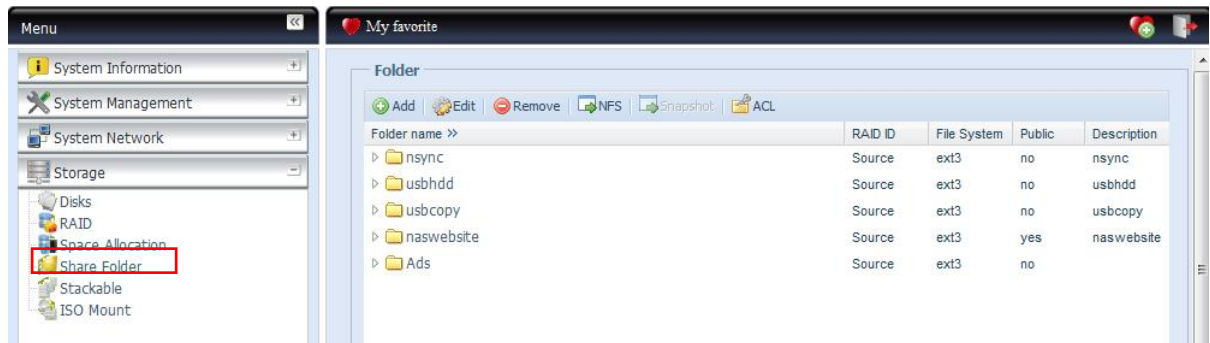 Menu
My favorite
System Information
System Management
System Network
Storage
Disks
RAID
Space Allocation
Share Folder
Stackable
ISO Mount
Folder
Add Edit Remove NFS Snapshot ACL
Folder name >> RAID ID File System Public Description
nsync Source ext3 no nsync
usbhdd Source ext3 no usbhdd
usbcopy Source ext3 no usbcopy
naswebsite Source ext3 yes naswebsite
Ads Source ext3 no